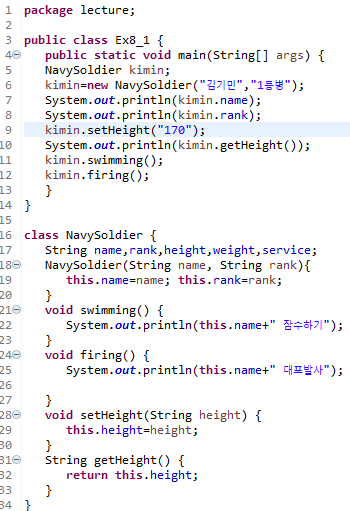 1 package lecture;
2
3 public class Ex8_1 {
4 public static void main(String[] args) {
5 NavySoldier kimin;
6 kimin=new NavySoldier("김기민","1등병");
7 System.out.println(kimin.name);
8 System.out.println(kimin.rank);
9 kimin.setHeight("170");
10 System.out.println(kimin.getHeight());
11 kimin.swimming();
12 kimin.firing();
13 }
14 }
15
16 class NavySoldier {
17 String name,rank,height,weight,service;
18 NavySoldier(String name, String rank){
19 this.name=name; this.rank=rank;
20 }
21 void swimming() {
22 System.out.println(this.name+" 잠수하기");
23 }
24 void firing() {
25 System.out.println(this.name+" 대포발사");
26
27 }
28 void setHeight(String height) {
29 this.height=height;
30 }
31 String getHeight() {
32 return this.height;
33 }
34 }